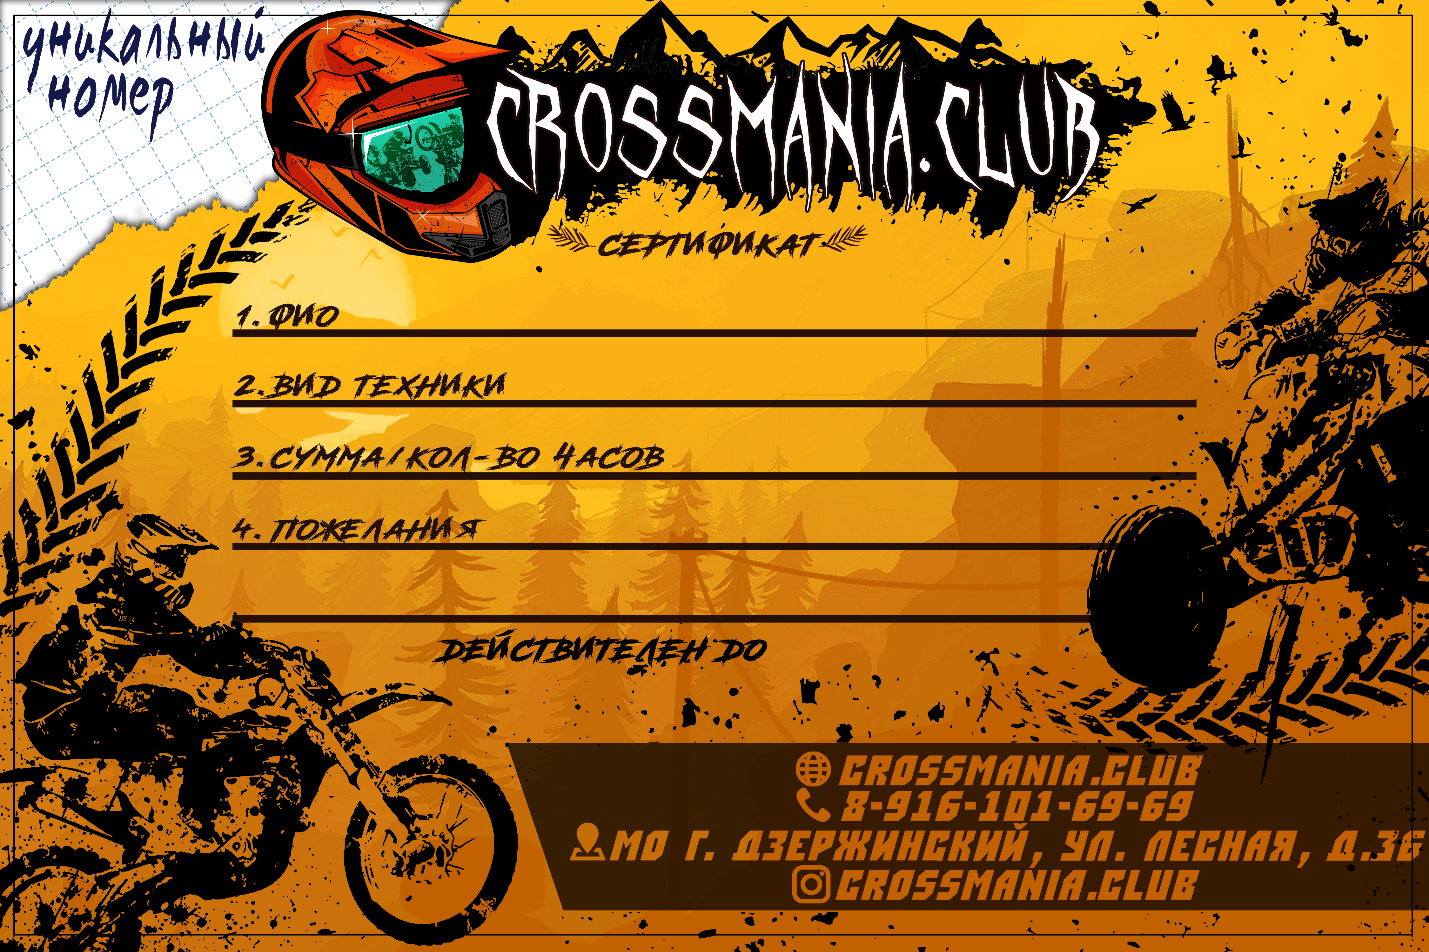 уникальный
номер
CROSSMANIA.CLUB
СЕРТИФИКАТ
1. ФИО
2. ВИД ТЕХНИКИ
3. СУММА/КОЛ-ВО ЧАСОВ
4. ПОЖЕЛАНИЯ
ДЕЙСТВИТЕЛЕН ДО
CROSSMANIA.CLUB
8-916-101-69-69
МО Г. ДЗЕРЖИНСКИЙ, УЛ. ЛЕСНАЯ, Д.36
CROSSMANIA.CLUB